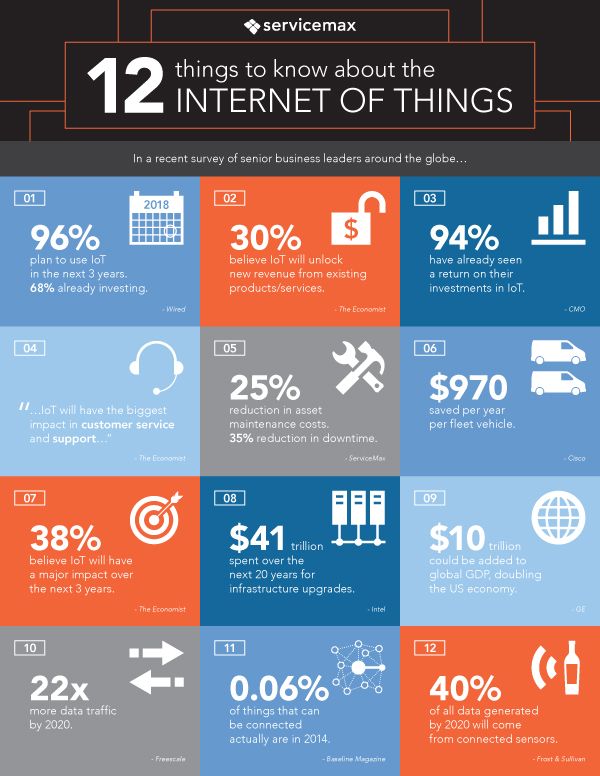 servicemax
12 things to know about the
INTERNET OF THINGS
In a recent survey of senior business leaders around the globe…
01
2018
96%
plan to use IoT
in the next 3 years.
68% already investing.
- Wired
02
$
30%
believe IoT will unlock
new revenue from existing
products/services.
- The Economist
03
94%
have already seen
a return on their
investments in IoT.
- CMO
04
“…IoT will have the biggest
impact in customer service
and support…"
- The Economist
05
25%
reduction in asset
maintenance costs.
35% reduction in downtime.
- ServiceMax
06
$970
saved per year
per fleet vehicle.
- Cisco
07
38%
believe IoT will have
a major impact over
the next 3 years.
- The Economist
08
$41 trillion
spent over the
next 20 years for
infrastructure upgrades.
- Intel
09
$10 trillion
could be added to
global GDP, doubling
the US economy.
- GE
10
22x
more data traffic
by 2020.
- Freescale
11
0.06%
of things that can
be connected
actually are in 2014.
- Baseline Magazine
12
40%
of all data generated
by 2020 will come
from connected sensors.
- Frost & Sullivan